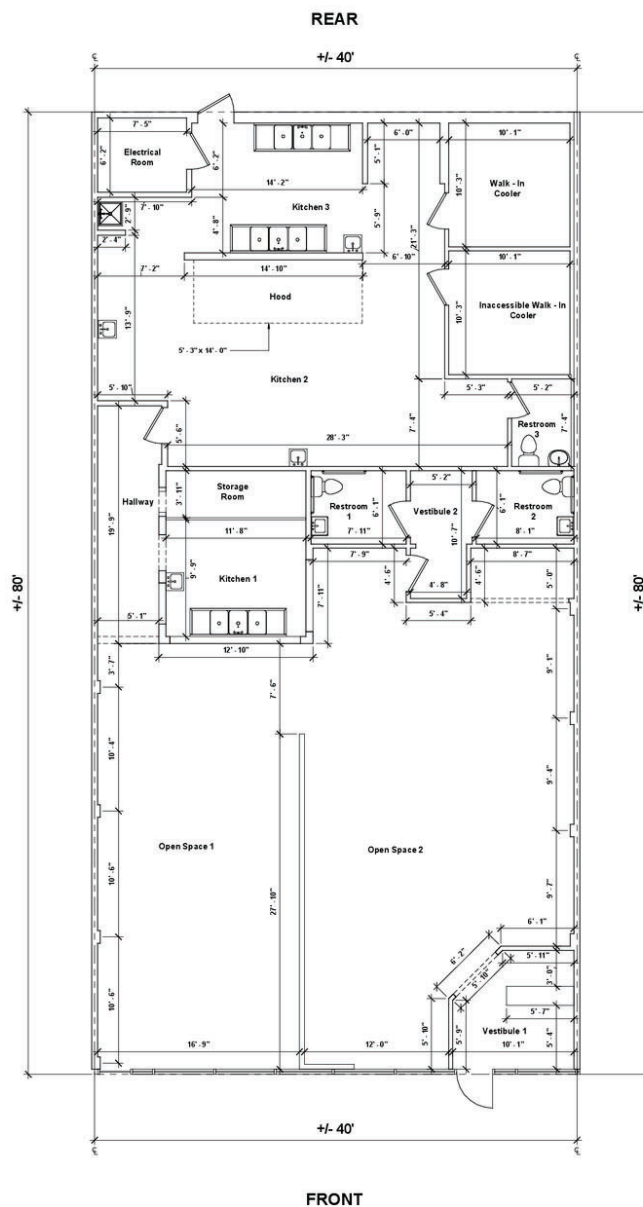 REAR
+/- 40'
7' - 5"
6' - 2"
Electrical
Room
6' - 2"
14' - 2"
Kitchen 3
5' - 1"
6' - 0"
10' - 1"
10' - 3"
Walk - In
Cooler
7' - 10"
2' - 9"
2' - 4"
4' - 8"
5' - 9"
21' - 3"
7' - 2"
14' - 10"
6' - 10"
10' - 1"
Hood
13' - 9"
10' - 3"
Inaccessible Walk - In
Cooler
5' - 3" x 14' - 0"
Kitchen 2
5' - 10"
5' - 3"
5' - 2"
5' - 6"
28' - 3"
7' - 4"
Restroom
3
7' - 4"
Hallway
19' - 9"
3' - 11"
Storage
Room
Restroom
1
6' - 1"
7' - 11"
5' - 2"
Vestibule 2
10' - 7"
6' - 1"
Restroom
2
8' - 1"
11' - 8"
9' - 9"
Kitchen 1
7' - 9"
4' - 6"
4' - 8"
5' - 4"
4' - 6"
8' - 7"
5' - 0"
7' - 11"
5' - 1"
12' - 10"
+/- 80'
+/- 80'
3' - 7"
7' - 6"
9' - 1"
10' - 4"
9' - 4"
Open Space 1
Open Space 2
10' - 6"
27' - 10"
9' - 7"
6' - 1"
6' - 2"
5' - 10"
5' - 11"
3' - 0"
10' - 6"
5' - 7"
5' - 10"
5' - 9"
Vestibule 1
5' - 4"
16' - 9"
12' - 0"
10' - 1"
+/- 40'
FRONT